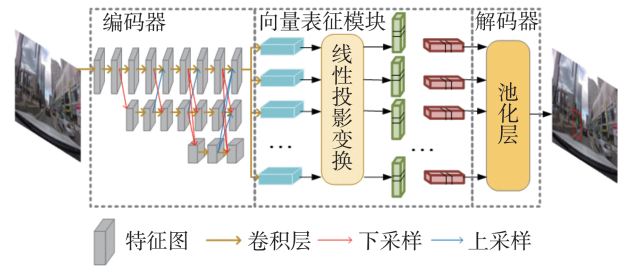 编码器
向量表征模块
解码器
线性投影变换
池化层
...
...
特征图
卷积层
下采样
上采样